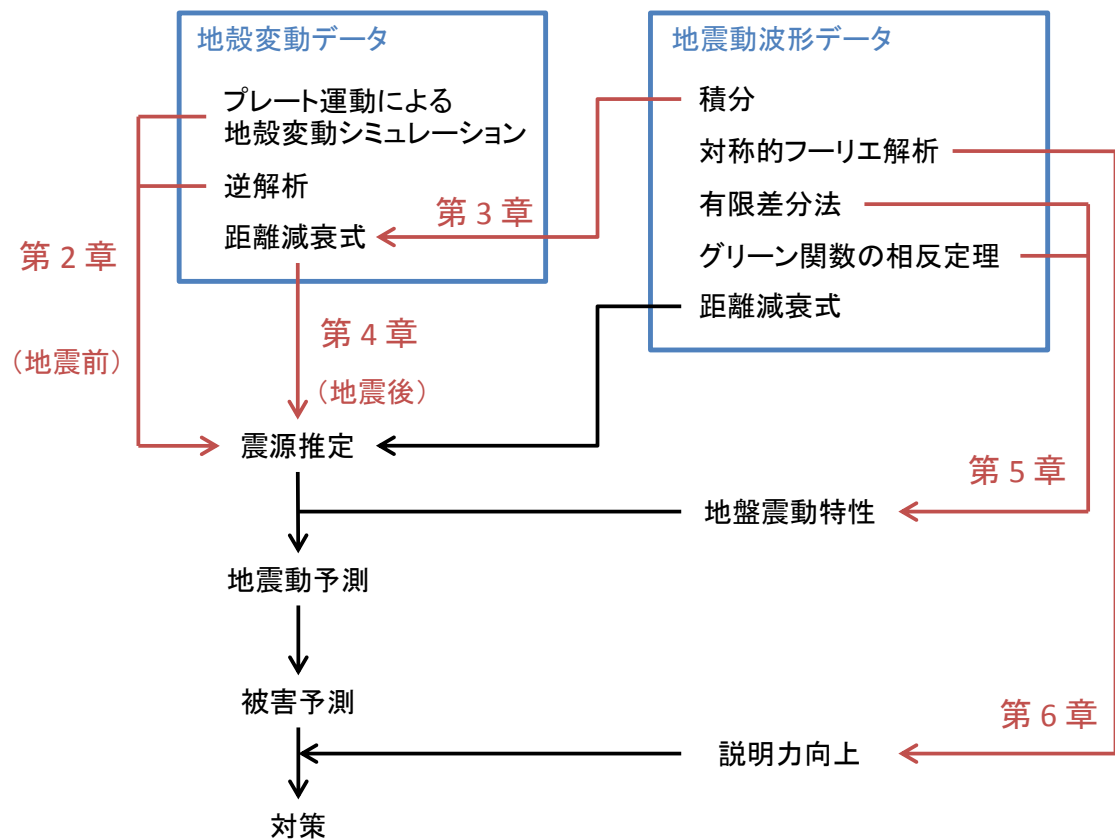 地殻変動データ
プレート運動による
地殻変動シミュレーション
逆解析
距離減衰式
地震動波形データ
積分
対称的フーリエ解析
有限差分法
グリーン関数の相反定理
距離減衰式
第 3 章
第 2 章
(地震前)
第 4 章
(地震後)
震源推定
第 5 章
地盤震動特性
地震動予測
被害予測
第 6 章
説明力向上
対策